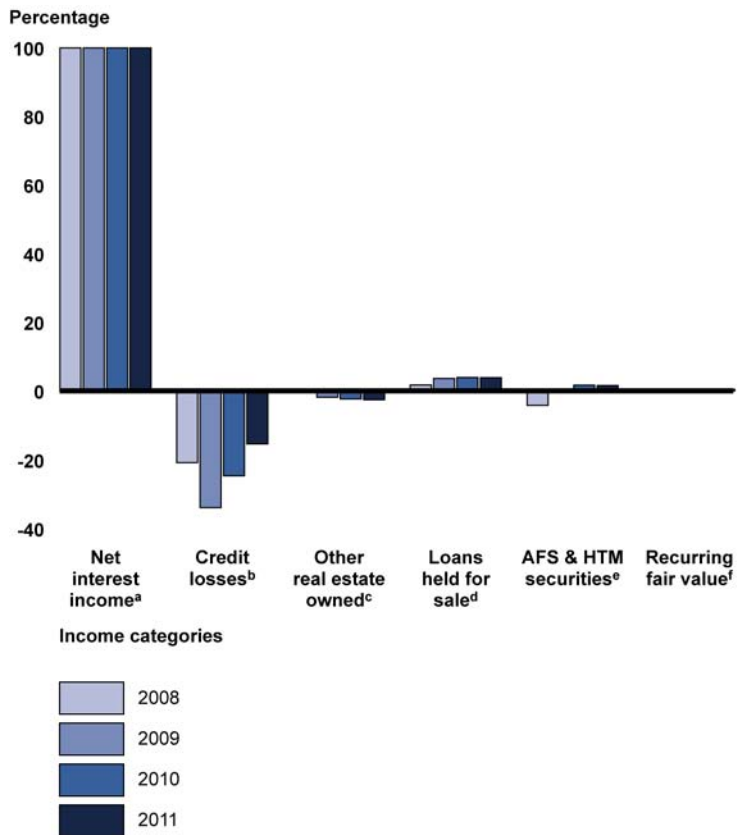 Percentage
100
80
60
40
20
0
-20
-40
Net
interest
incomeᵃ
Credit
lossesᵇ
Other
real estate
ownedᶜ
Loans
held for
saleᵈ
AFS & HTM
securitiesᵉ
Recurring
fair valueᶠ
Income categories
2008
2009
2010
2011